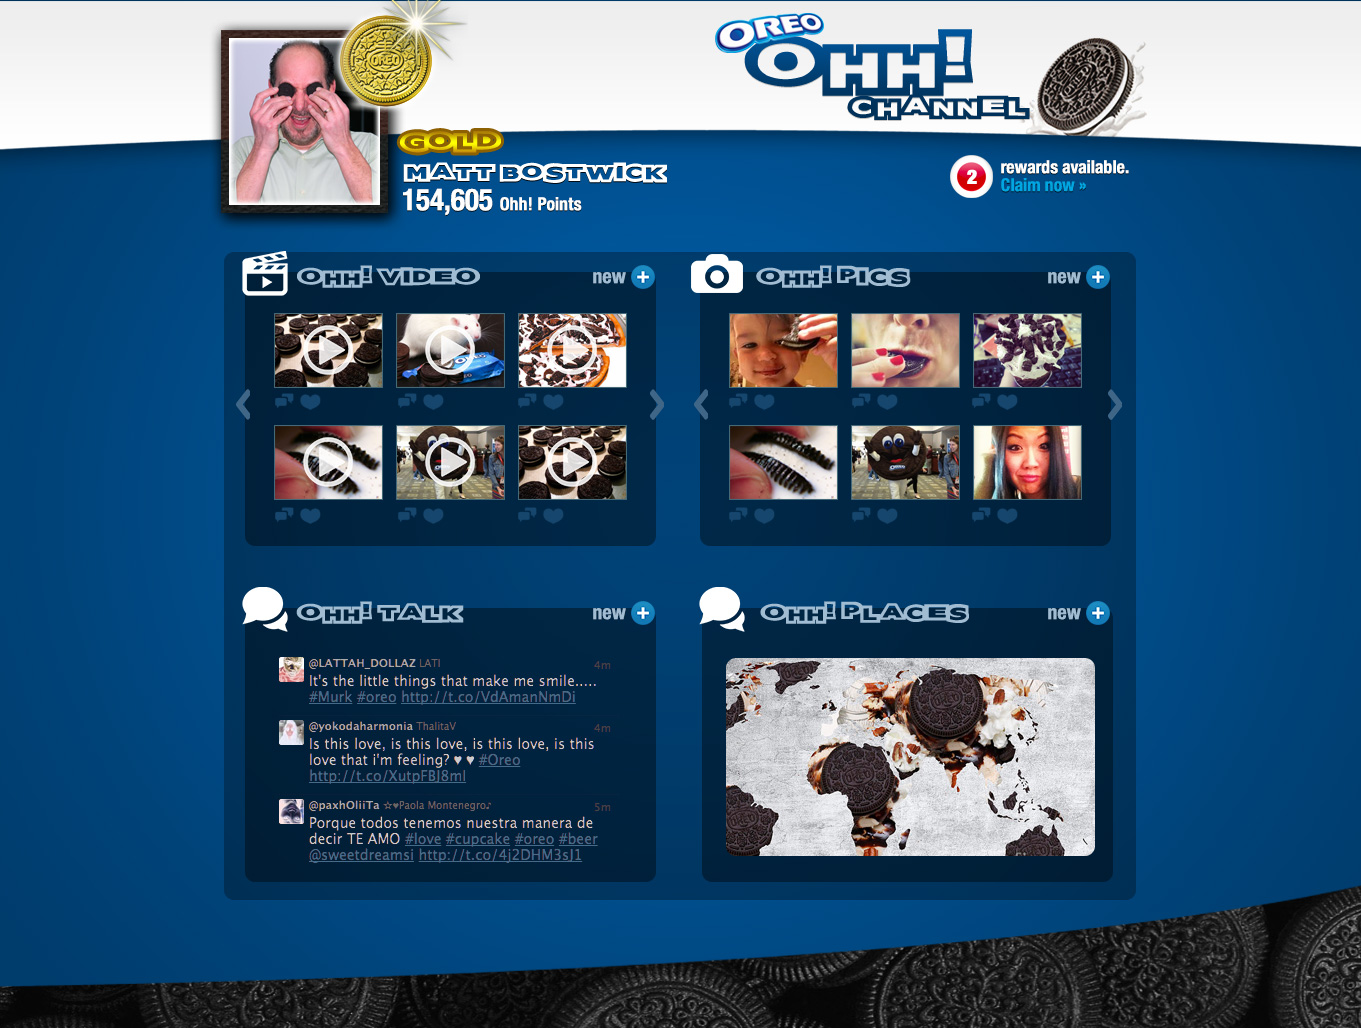 OREO
OHH!
CHANNEL
OREO
GOLD
MATT BOSTWICK
154,605 Ohh! Points
2
rewards available.
Claim now »
OHH! VIDEO
new +
OHH! PICS
new +
OHH! TALK
new +
@LATTAH_DOLLAZ LATI 4m
It's the little things that make me smile.....
#Murk #oreo http://t.co/VdAmanNmDi
@yokodaharmonia ThalitaV 4m
Is this love, is this love, is this love, is this
love that i'm feeling? ♥ ♥ #Oreo
http://t.co/XutpFBJ8ml
@paxhOliiTa ☆♥Paola Montenegro♪ 5m
Porque todos tenemos nuestra manera de
decir TE AMO #love #cupcake #oreo #beer
@sweetdreamsi http://t.co/4j2DHM3sJ1
OHH! PLACES
new +